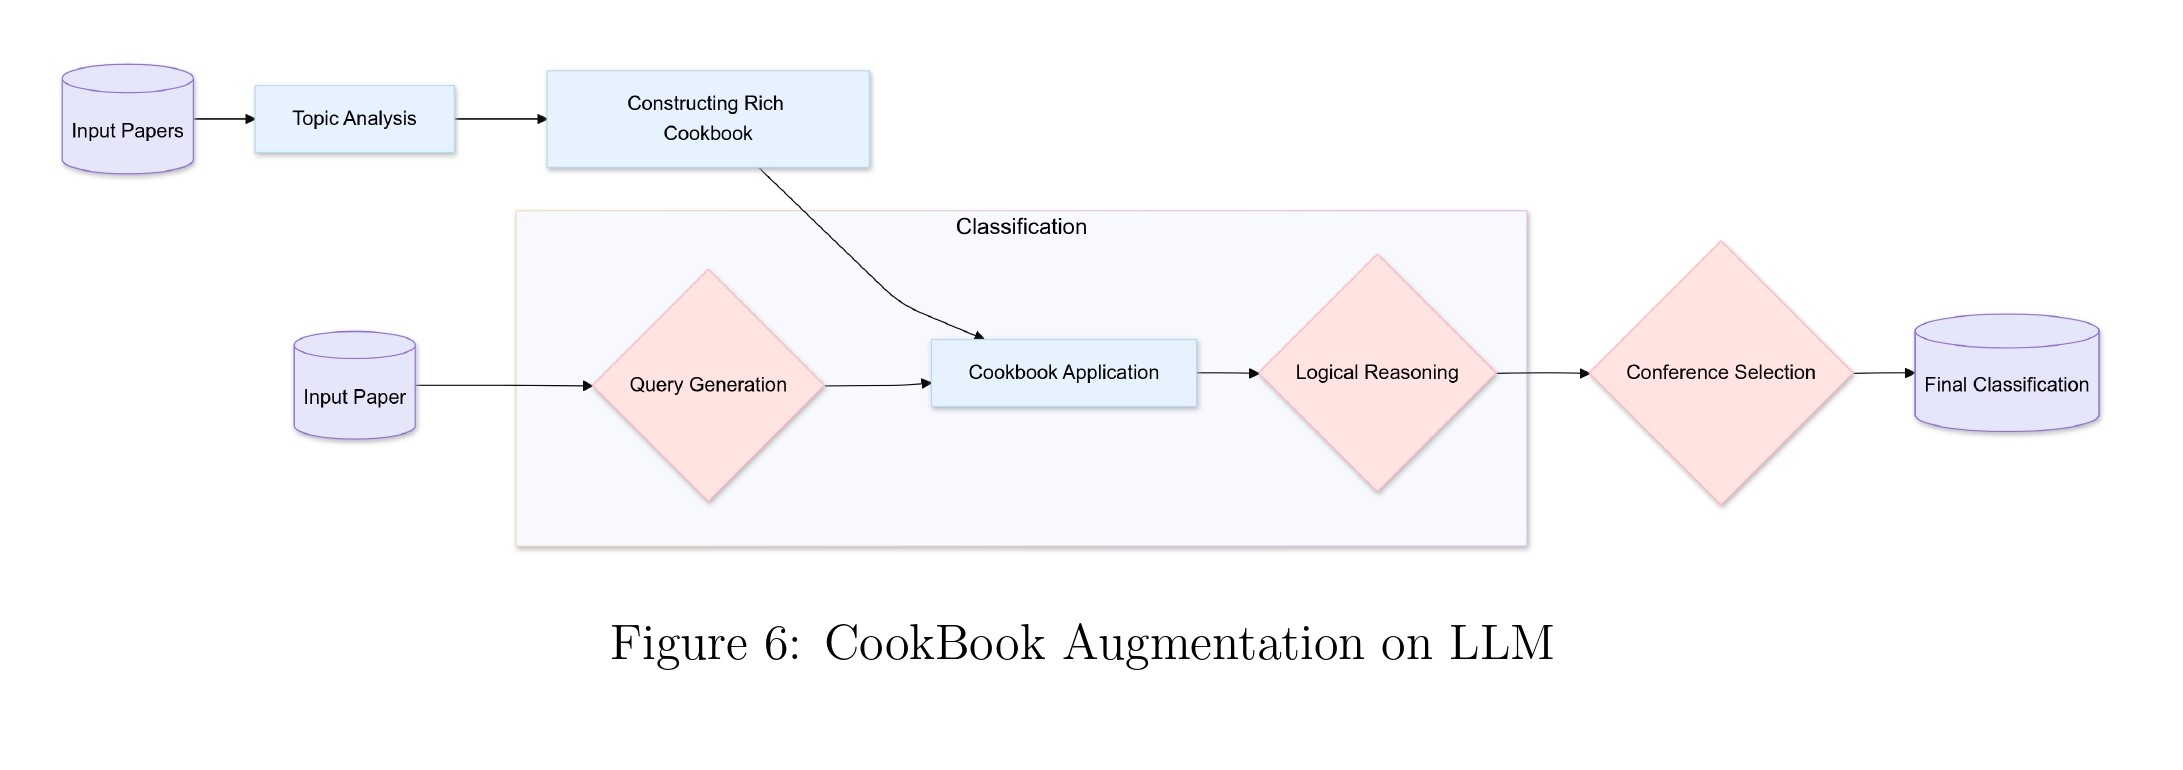 Input Papers
Topic Analysis
Constructing Rich
Cookbook
Classification
Input Paper
Query Generation
Cookbook Application
Logical Reasoning
Conference Selection
Final Classification
Figure 6: CookBook Augmentation on LLM